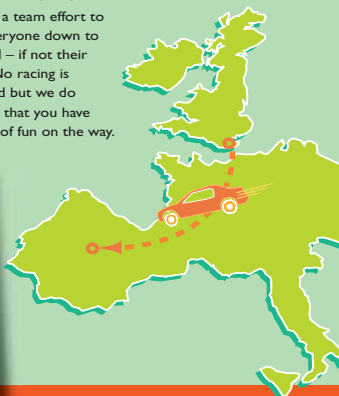 a team effort to
eryone down to
– if not their
No racing is
but we do
that you have
of fun on the way.